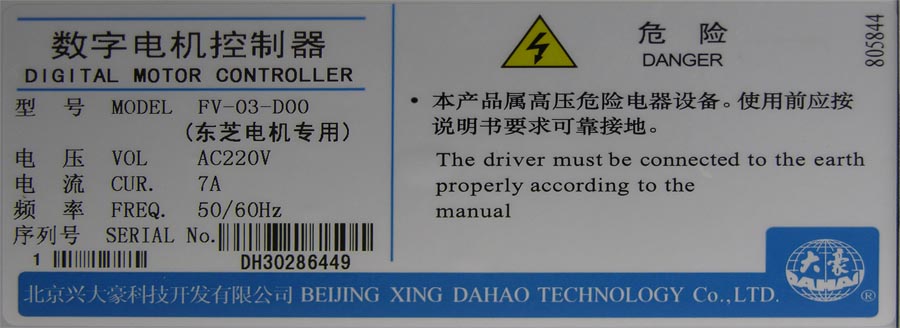 数字电机控制器
DIGITAL MOTOR CONTROLLER
型 号 MODEL FV-03-D00
(东芝电机专用)
电 压 VOL AC220V
电 流 CUR. 7A
频 率 FREQ. 50/60Hz
序列号 SERIAL No.
1
DH30286449
危 险
DANGER
805844
• 本产品属高压危险电器设备。使用前应按
说明书要求可靠接地。
The driver must be connected to the earth
properly according to the
manual
大豪
DAHAO
®
北京兴大豪科技开发有限公司 BEIJING XING DAHAO TECHNOLOGY Co.,LTD.